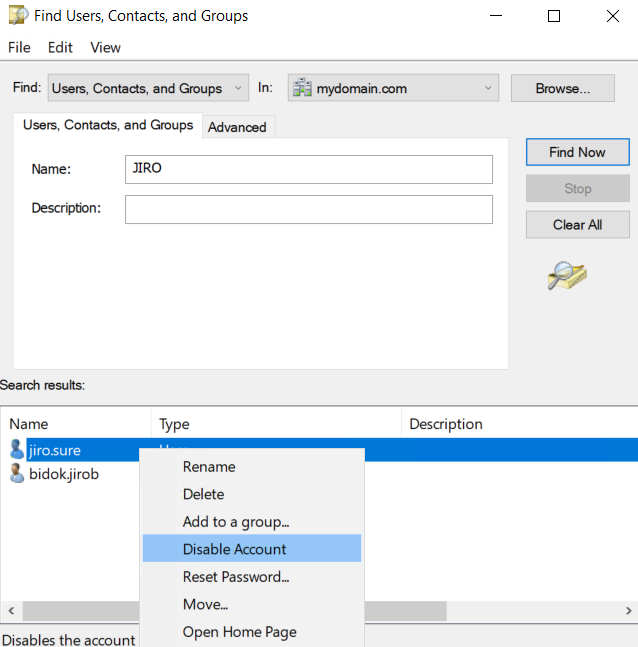 Find Users, Contacts, and Groups
File Edit View
Find: Users, Contacts, and Groups In: mydomain.com Browse...
Users, Contacts, and Groups Advanced
Find Now
Name: JIRO
Stop
Description:
Clear All
Search results:
Name Type Description
jiro.sure
bidok.jirob
Rename
Delete
Add to a group...
Disable Account
Reset Password...
Move...
Open Home Page
Disables the account